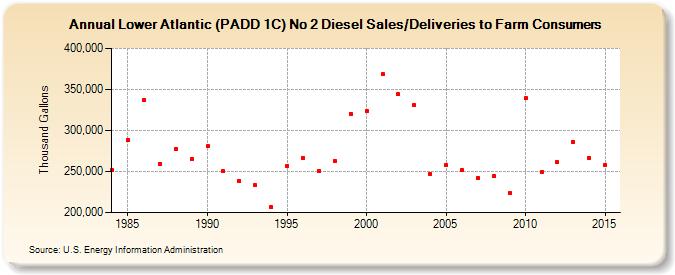 Annual Lower Atlantic (PADD 1C) No 2 Diesel Sales/Deliveries to Farm Consumers
Thousand Gallons
400,000
350,000
300,000
250,000
200,000
1985 1990 1995 2000 2005 2010 2015
Source: U.S. Energy Information Administration